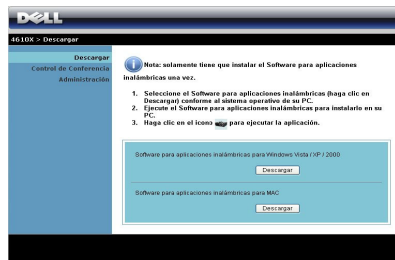 DELL
4610X > Descargar
Descargar
Control de Conferencia
Administración
Nota: solamente tiene que instalar el Software para aplicaciones
inalámbricas una vez.
1. Seleccione el Software para aplicaciones inalámbricas (haga clic en
Descargar) conforme al sistema operativo de su PC.
2. Ejecute el Software para aplicaciones inalámbricas para instalarlo en su
PC.
3. Haga clic en el icono para ejecutar la aplicación.
Software para aplicaciones inalámbricas para Windows Vista / XP / 2000
Descargar
Software para aplicaciones inalámbricas para MAC
Descargar